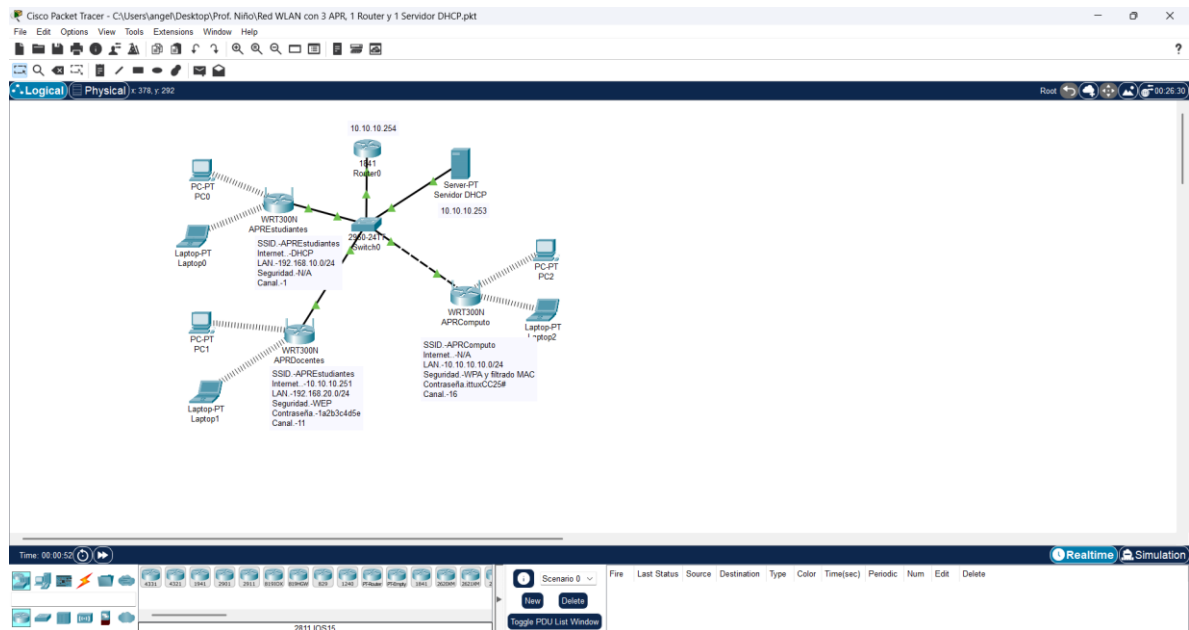 Cisco Packet Tracer - C:\Users\angel\Desktop\Prof. Niño\Red WLAN con 3 APR, 1 Router y 1 Servidor DHCP.pkt
File Edit Options View Tools Extensions Window Help
?
Logical Physical x: 378, y: 292
Root 00:26:30
10.10.10.254
1841
Router0
PC-PT
PC0
Server-PT
Servidor DHCP
10.10.10.253
WRT300N
APREstudiantes
2950-24TT
Switch0
Laptop-PT
Laptop0
SSID.-APREstudiantes
Internet..-DHCP
LAN.-192.168.10.0/24
Seguridad.-N/A
Canal.-1
PC-PT
PC2
WRT300N
APRComputo
Laptop-PT
Laptop2
PC-PT
PC1
WRT300N
APRDocentes
SSID.-APRComputo
Internet..-N/A
LAN.-10.10.10.10.0/24
Seguridad.-WPA y filtrado MAC
Contraseña.ittuxCC25#
Canal.-16
SSID.-APREstudiantes
Internet..-10.10.10.251
LAN.-192.168.20.0/24
Seguridad.-WEP
Contraseña.-1a2b3c4d5e
Canal.-11
Laptop-PT
Laptop1
Time: 00:00:52
Realtime Simulation
4331 4321 1941 2901 2911 819IOX 819HGW 829 1240 PT-Router PT-Empty 1841 2620XM 2621XM
2811 IOS15
Scenario 0
New Delete
Toggle PDU List Window
Fire Last Status Source Destination Type Color Time(sec) Periodic Num Edit Delete